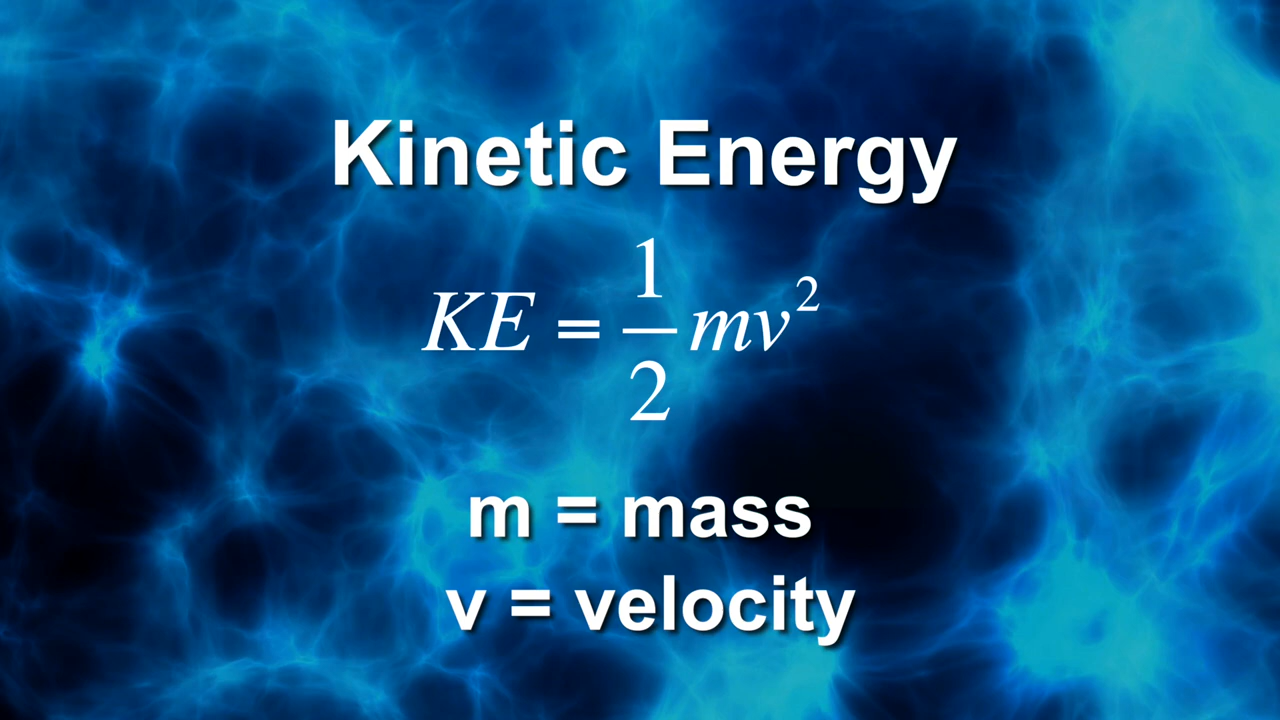 Kinetic Energy
KE = 1/2 mv²
m = mass
v = velocity